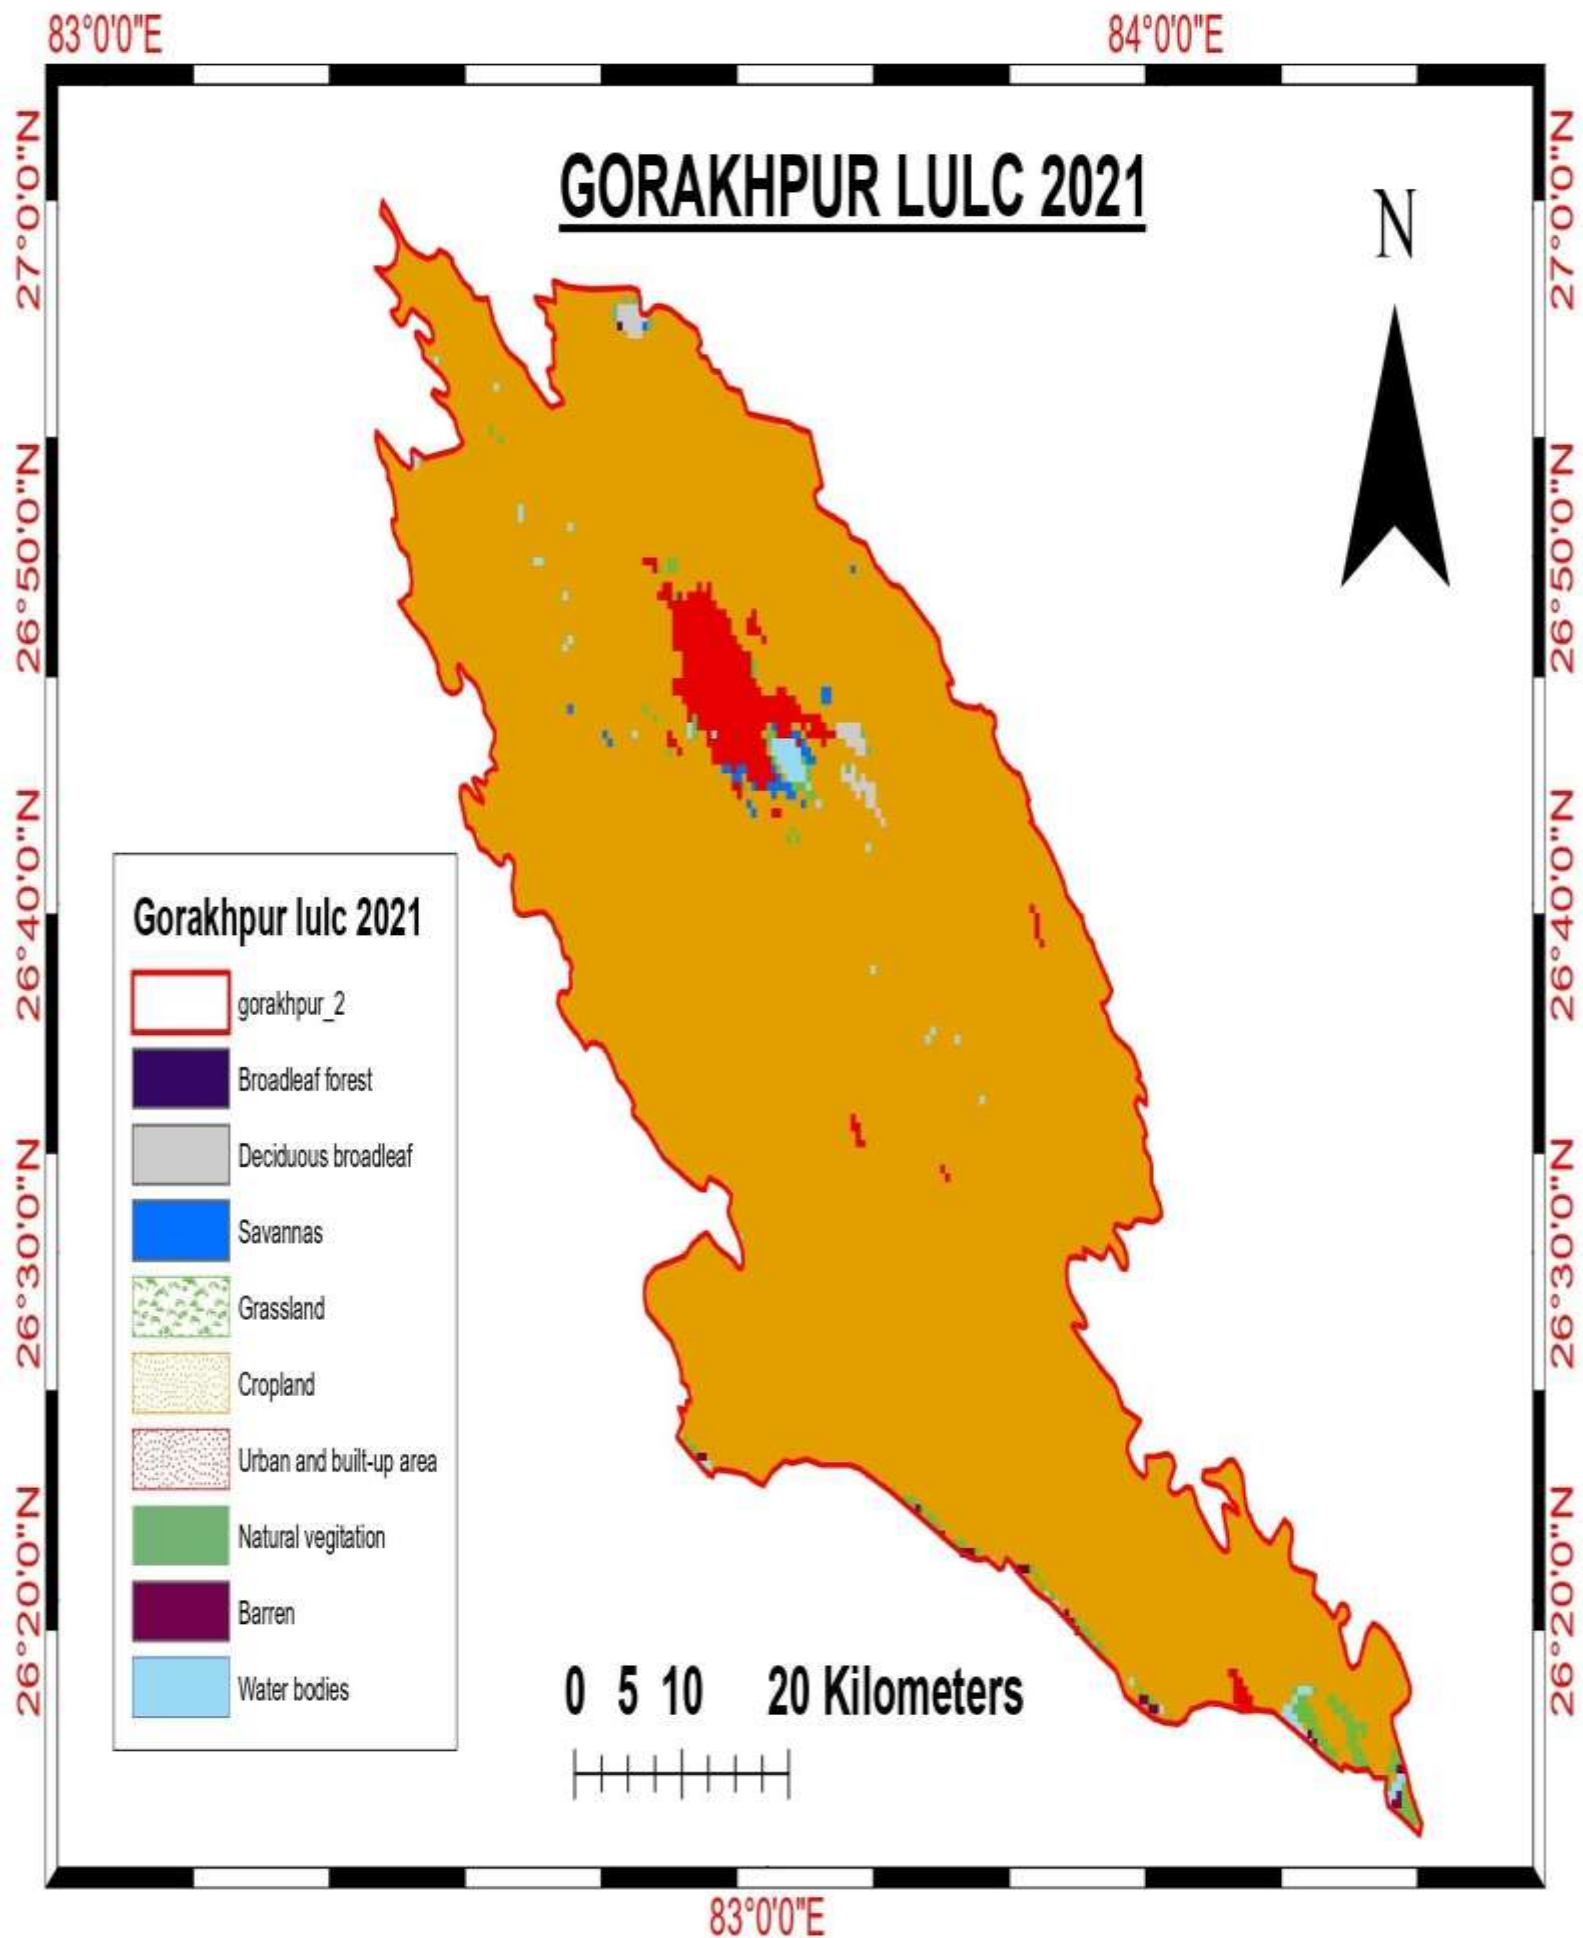 83°0'0"E
84°0'0"E
GORAKHPUR LULC 2021
N
27°0'0"N
27°0'0"N
26°50'0"N
26°50'0"N
26°40'0"N
26°40'0"N
Gorakhpur lulc 2021
gorakhpur_2
Broadleaf forest
Deciduous broadleaf
Savannas
Grassland
Cropland
Urban and built-up area
Natural vegitation
Barren
Water bodies
26°30'0"N
26°30'0"N
26°20'0"N
26°20'0"N
0 5 10 20 Kilometers
83°0'0"E